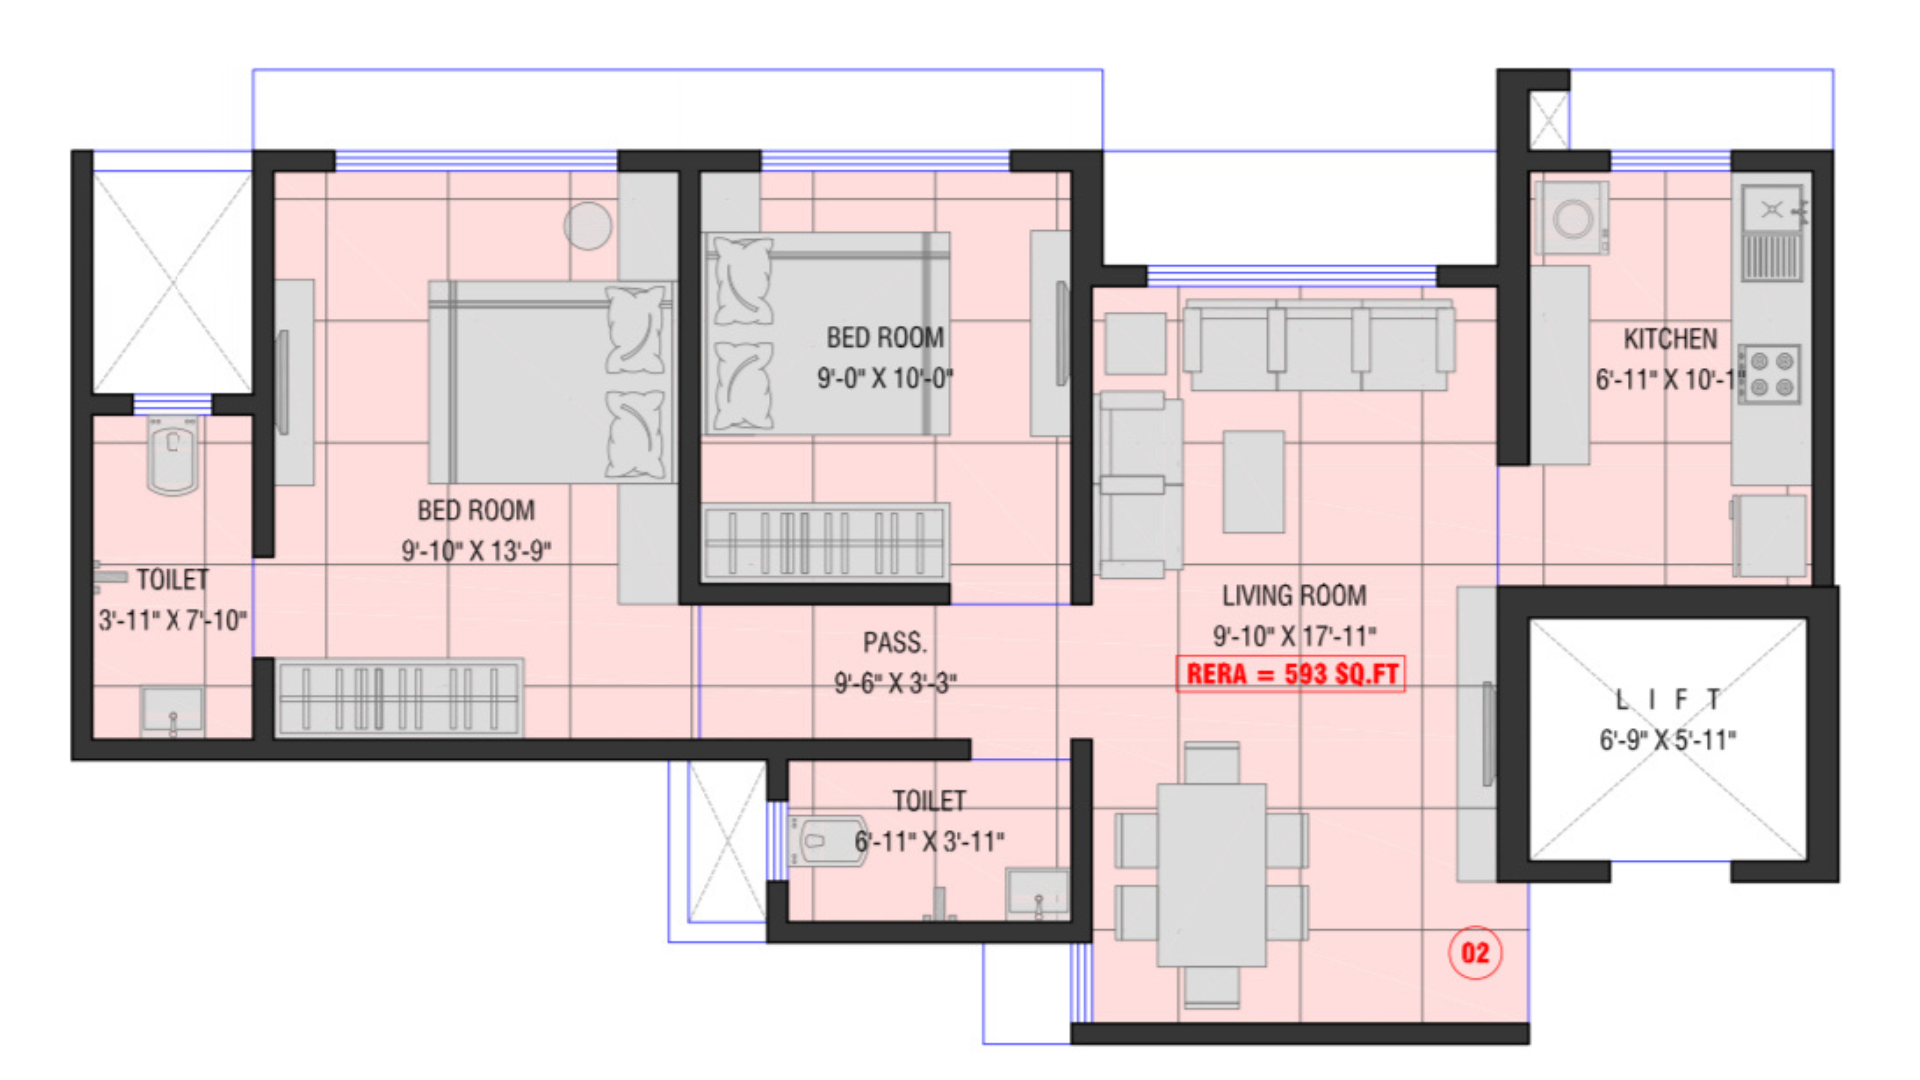 BED ROOM
9'-0" X 10'-0"
KITCHEN
6'-11" X 10'-1
BED ROOM
9'-10" X 13'-9"
TOILET
3'-11" X 7'-10"
LIVING ROOM
9'-10" X 17'-11"
RERA = 593 SQ.FT
PASS.
9'-6" X 3'-3"
L I F T
6'-9" X 5'-11"
TOILET
6'-11" X 3'-11"
02